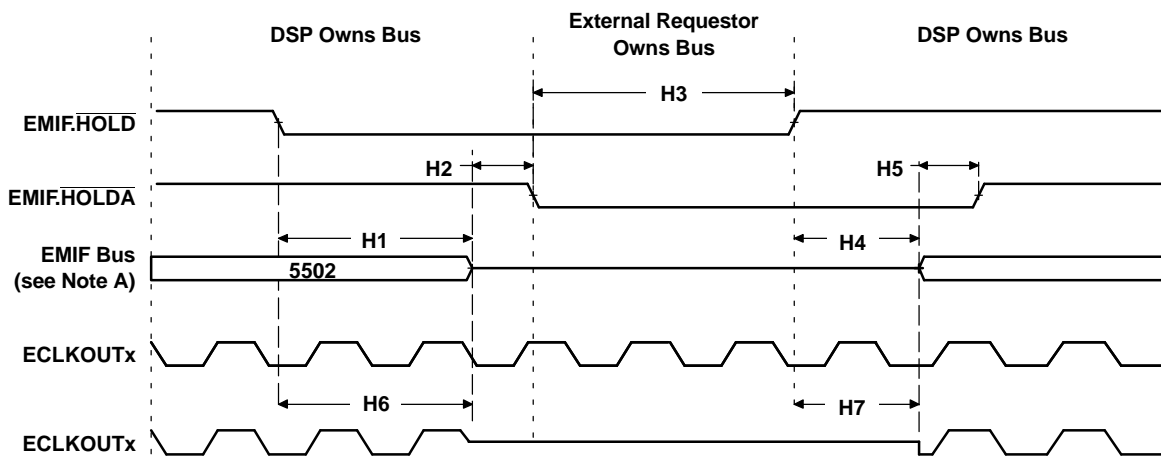 DSP Owns Bus
External Requestor
Owns Bus
DSP Owns Bus
H3
EMIF.HOLD
H2
H5
EMIF.HOLDA
H1
H4
EMIF Bus
(see Note A)
5502
ECLKOUTx
H6
H7
ECLKOUTx